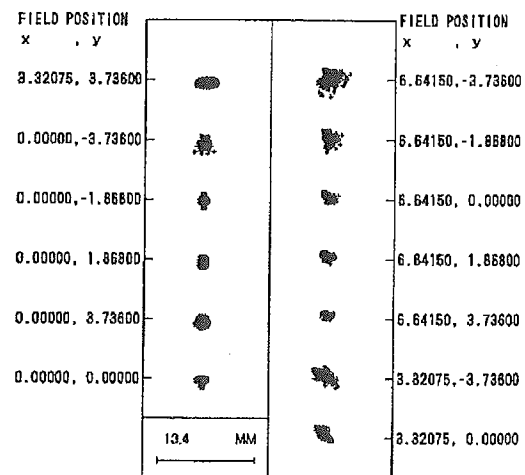 FIELD POSITION
x , y
3.32075, 3.73600
0.00000,-3.73600
0.00000,-1.86800
0.00000, 1.86800
0.00000, 3.73600
0.00000, 0.00000
13.4 MM
FIELD POSITION
x , y
6.64150,-3.73600
6.64150,-1.86800
6.64150, 0.00000
6.64150, 1.86800
6.64150, 3.73600
3.32075,-3.73600
3.32075, 0.00000